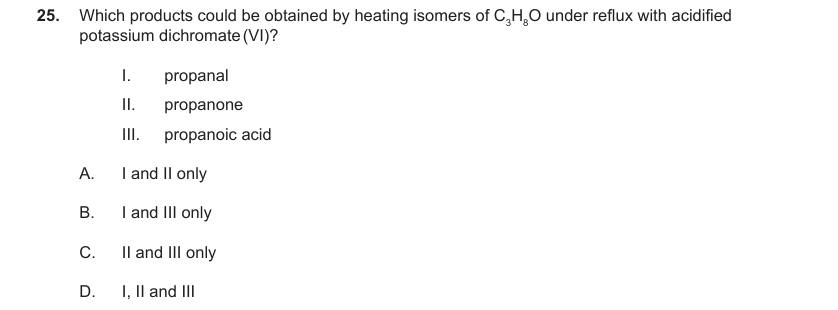 25. Which products could be obtained by heating isomers of C₃H₈O under reflux with acidified
potassium dichromate (VI)?
I. propanal
II. propanone
III. propanoic acid
A. I and II only
B. I and III only
C. II and III only
D. I, II and III